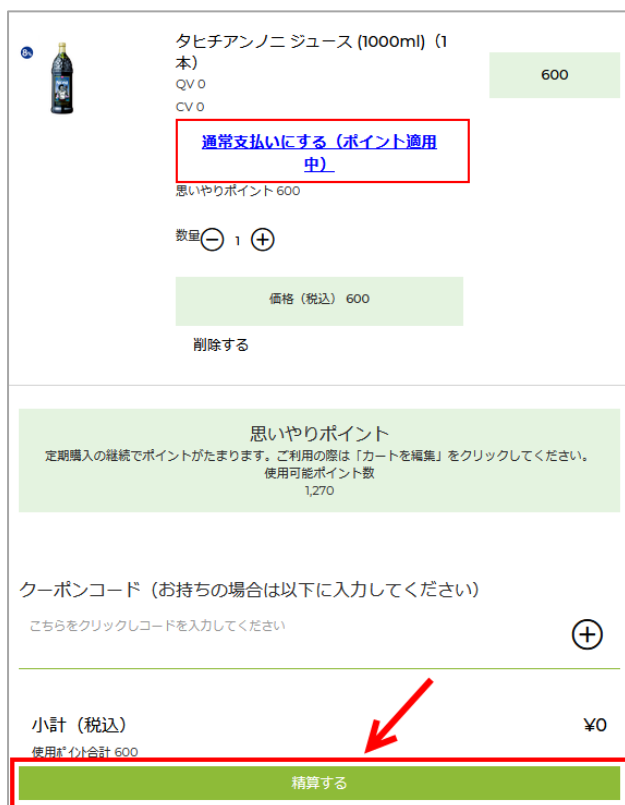 8%
タヒチアンノニ ジュース (1000ml)（1
本）
QV 0
CV 0
600
通常支払いにする（ポイント適用
中）
思いやりポイント 600
数量 1
価格（税込） 600
削除する
思いやりポイント
定期購入の継続でポイントがたまります。ご利用の際は「カートを編集」をクリックしてください。
使用可能ポイント数
1,270
クーポンコード（お持ちの場合は以下に入力してください）
こちらをクリックしコードを入力してください
小計（税込）
¥0
使用ﾎﾟｲﾝﾄ合計 600
精算する